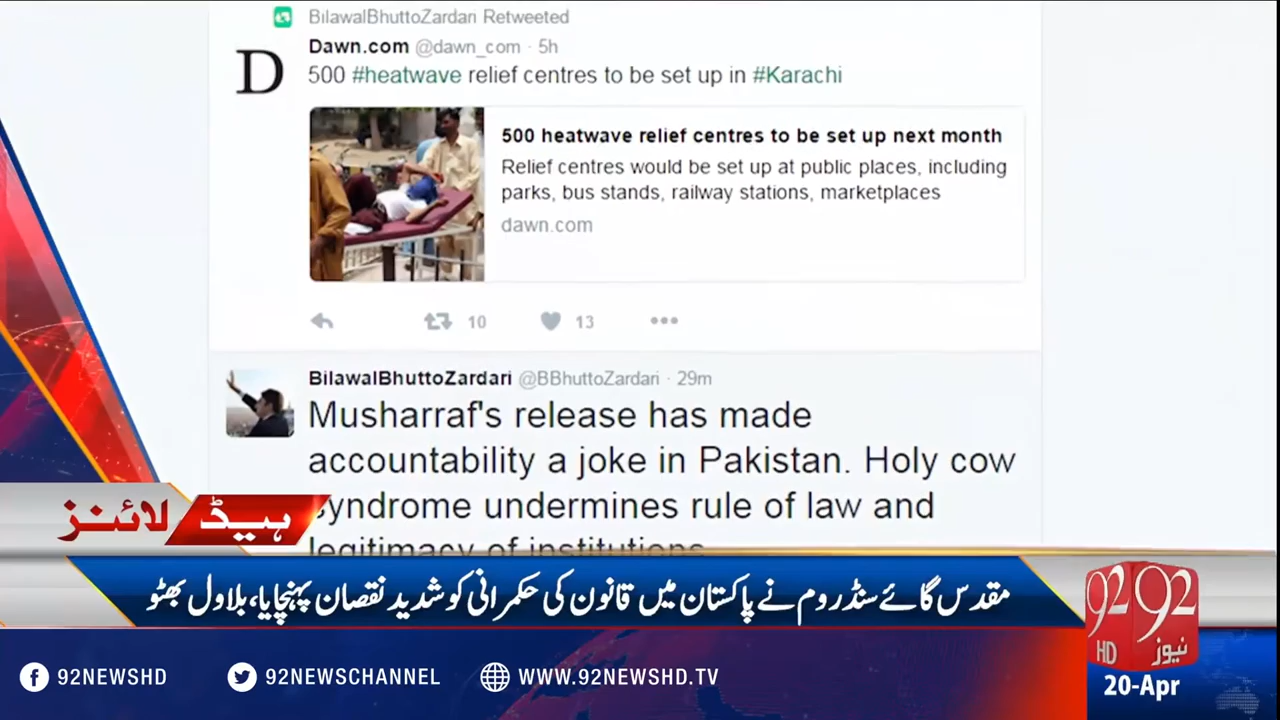 BilawalBhuttoZardari Retweeted
Dawn.com @dawn_com · 5h
D
500 #heatwave relief centres to be set up in #Karachi
500 heatwave relief centres to be set up next month
Relief centres would be set up at public places, including
parks, bus stands, railway stations, marketplaces
dawn.com
10
13
BilawalBhuttoZardari @BBhuttoZardari · 29m
Musharraf's release has made
accountability a joke in Pakistan. Holy cow
syndrome undermines rule of law and
legitimacy of institutions
ہیڈ لائنز
مقدس گائے سنڈروم نے پاکستان میں قانون کی حکمرانی کو شدید نقصان پہنچایا، بلاول بھٹو
92 92
HD نیوز
20-Apr
92NEWSHD
92NEWSCHANNEL
WWW.92NEWSHD.TV